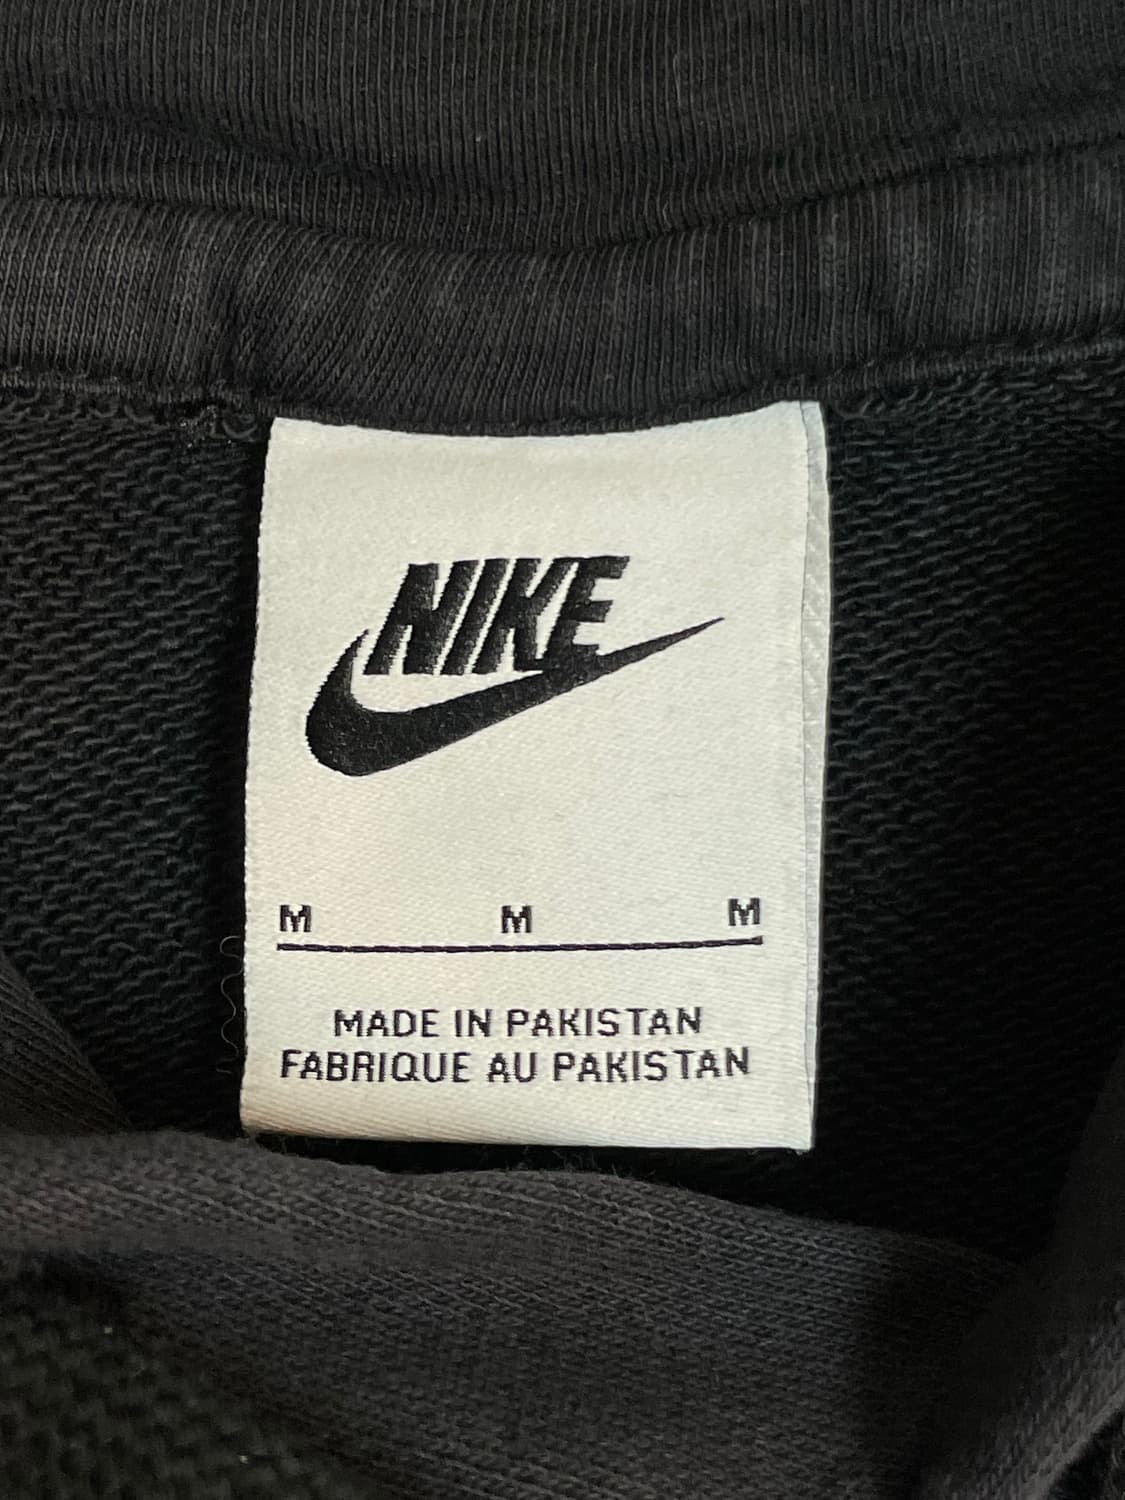 NIKE
M M M
MADE IN PAKISTAN
FABRIQUE AU PAKISTAN